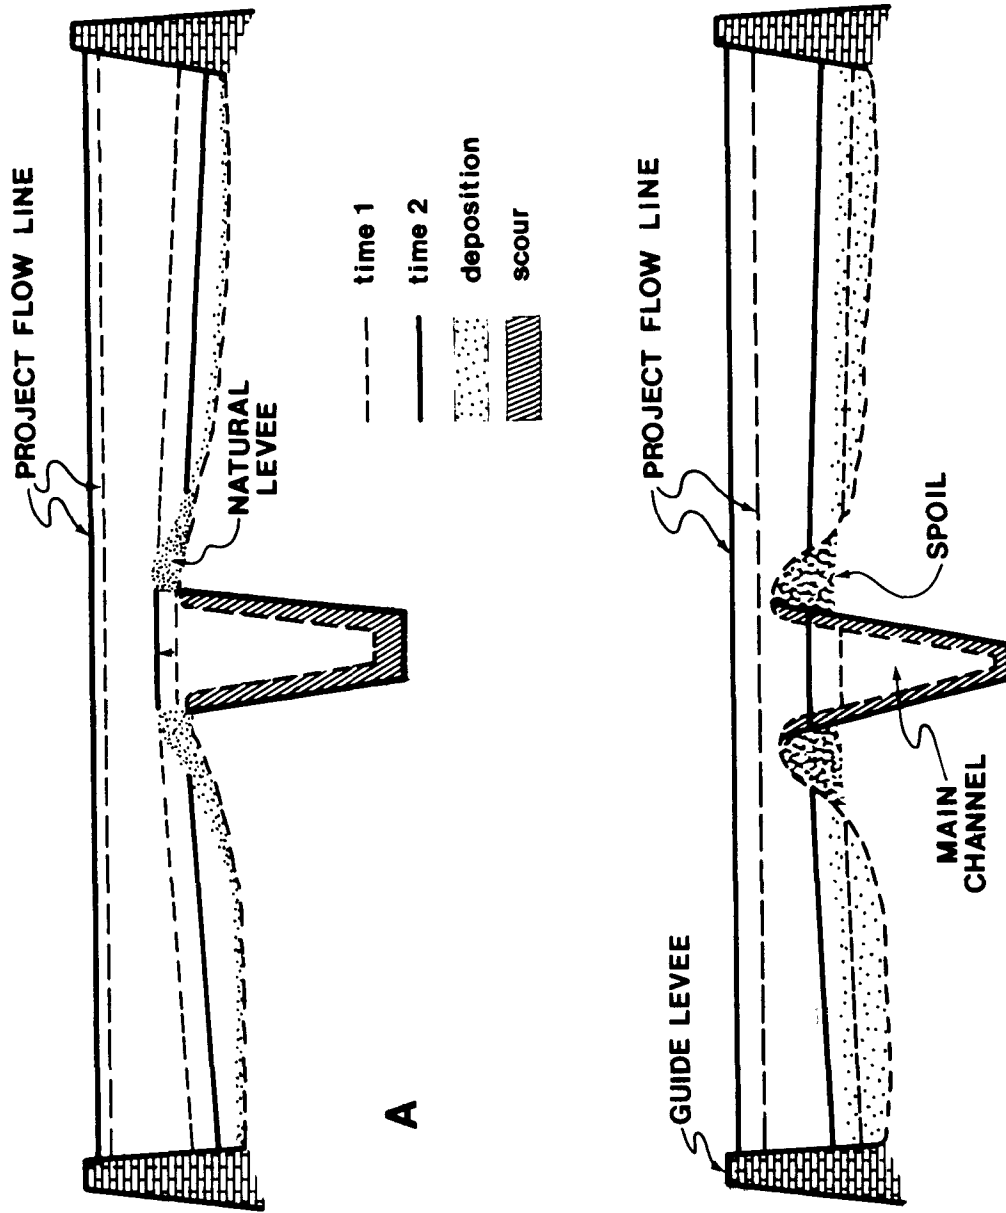 PROJECT FLOW LINE
NATURAL
LEVEE
time 1
time 2
deposition
scour
A
PROJECT FLOW LINE
GUIDE LEVEE
SPOIL
MAIN
CHANNEL